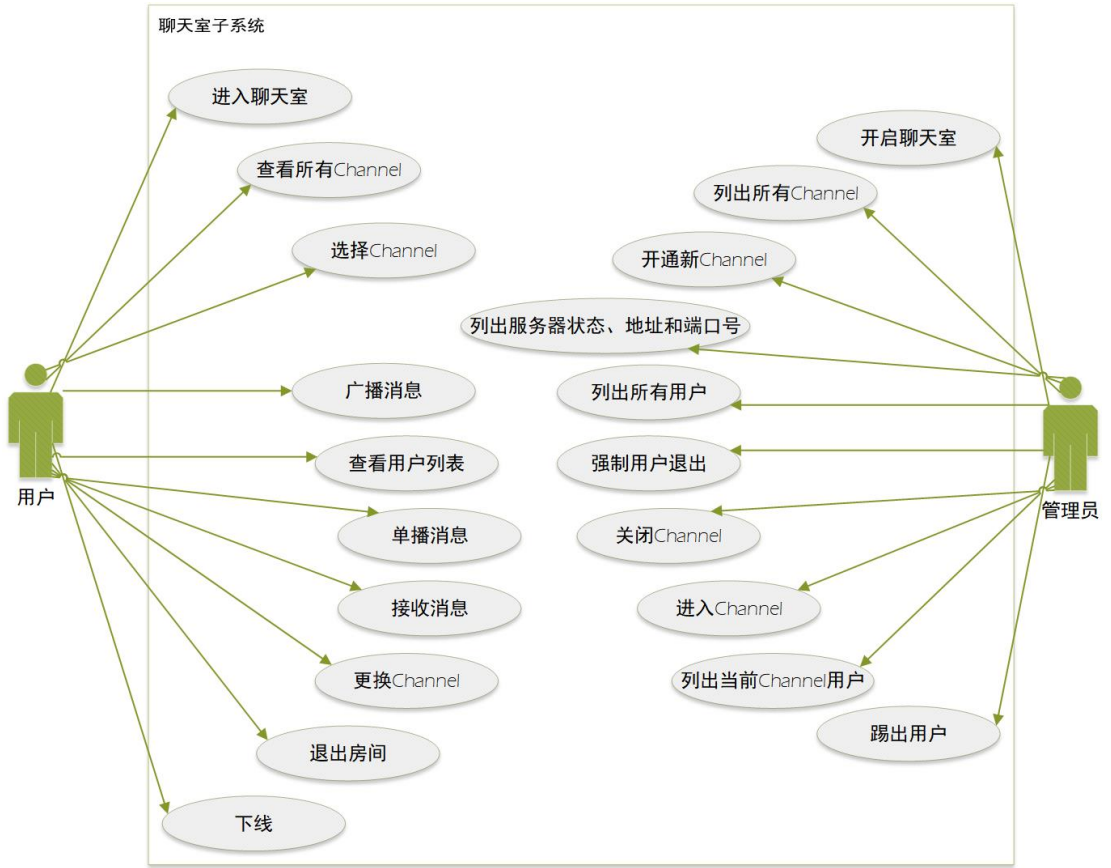 聊天室子系统
进入聊天室
查看所有Channel
选择Channel
广播消息
查看用户列表
单播消息
接收消息
更换Channel
退出房间
下线
用户
开启聊天室
列出所有Channel
开通新Channel
列出服务器状态、地址和端口号
列出所有用户
强制用户退出
关闭Channel
进入Channel
列出当前Channel用户
踢出用户
管理员